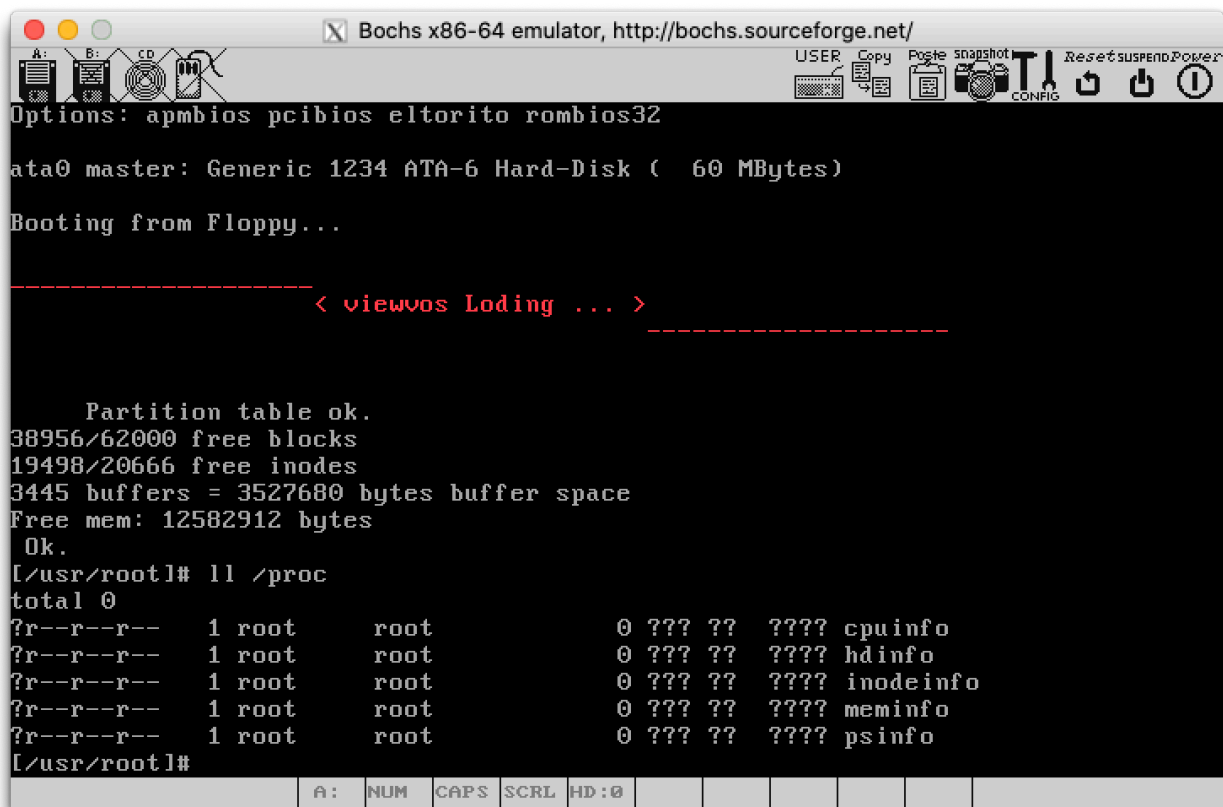 X Bochs x86-64 emulator, http://bochs.sourceforge.net/
A: B: CD USER Copy Paste snapshot CONFIG Reset SUSPEND Power
Options: apmbios pcibios eltorito rombios32
ata0 master: Generic 1234 ATA-6 Hard-Disk (  60 MBytes)
Booting from Floppy...
____________________
< viewvos Loding ... >
____________________
Partition table ok.
38956/62000 free blocks
19498/20666 free inodes
3445 buffers = 3527680 bytes buffer space
Free mem: 12582912 bytes
Ok.
[/usr/root]# ll /proc
total 0
?r--r--r--   1 root     root            0 ??? ??  ???? cpuinfo
?r--r--r--   1 root     root            0 ??? ??  ???? hdinfo
?r--r--r--   1 root     root            0 ??? ??  ???? inodeinfo
?r--r--r--   1 root     root            0 ??? ??  ???? meminfo
?r--r--r--   1 root     root            0 ??? ??  ???? psinfo
[/usr/root]#
A: NUM CAPS SCRL HD:0